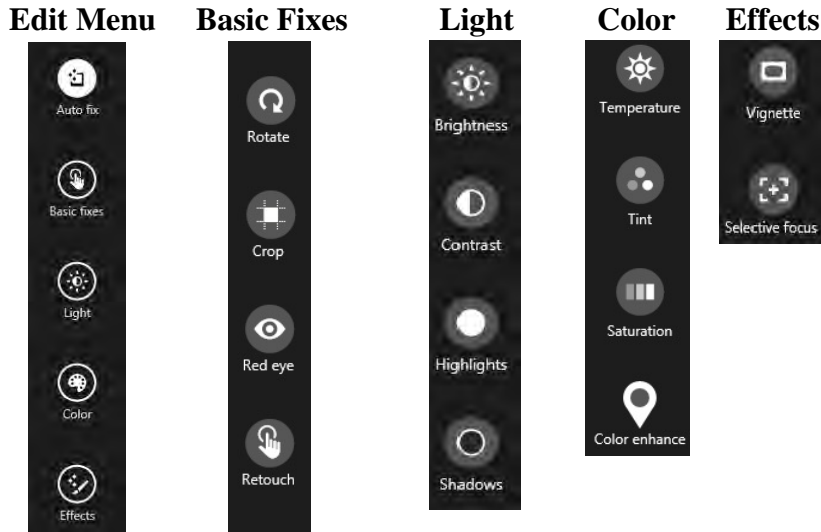 Edit Menu
Auto fix
Basic fixes
Light
Color
Effects
Basic Fixes
Rotate
Crop
Red eye
Retouch
Light
Brightness
Contrast
Highlights
Shadows
Color
Temperature
Tint
Saturation
Color enhance
Effects
Vignette
Selective focus